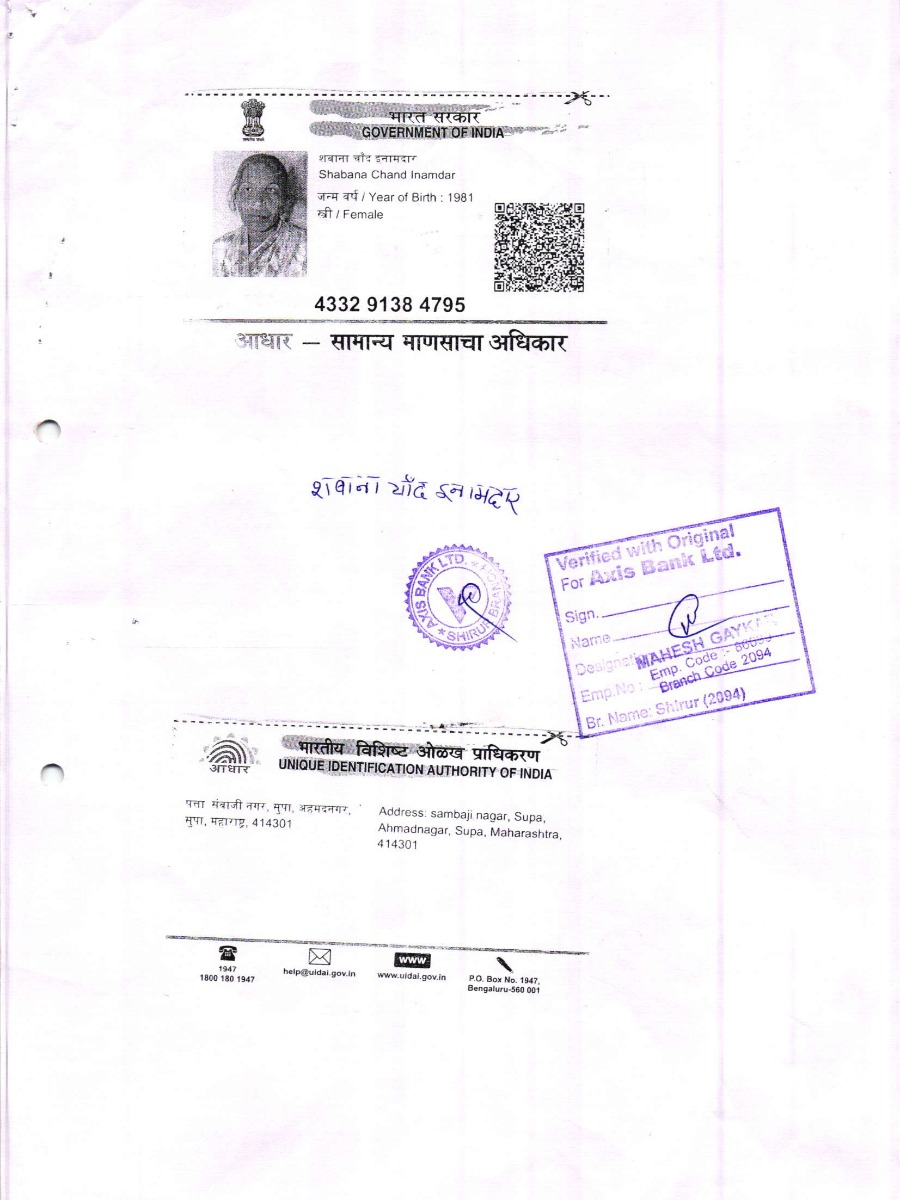 भारत सरकार
GOVERNMENT OF INDIA
शबाना चाँद इनामदार
Shabana Chand Inamdar
जन्म वर्ष / Year of Birth : 1981
स्त्री / Female
4332 9138 4795
आधार – सामान्य माणसाचा अधिकार
शबाना चाँद इनामदार
AXIS BANK LTD.
SHIRUR BRANCH
Verified with Original
For Axis Bank Ltd.
Sign.
Name
MAHESH GAYKAR
Emp. Code :-
Emp.No : Branch Code 2094
Br. Name: Shirur (2094)
आधार
भारतीय विशिष्ट ओळख प्राधिकरण
UNIQUE IDENTIFICATION AUTHORITY OF INDIA
पत्ता संबाजी नगर, सुपा, अहमदनगर,
सुपा, महाराष्ट्र, 414301
Address: sambaji nagar, Supa,
Ahmadnagar, Supa, Maharashtra,
414301
1947
1800 180 1947
help@uidai.gov.in
www
www.uidai.gov.in
P.O. Box No. 1947,
Bengaluru-560 001